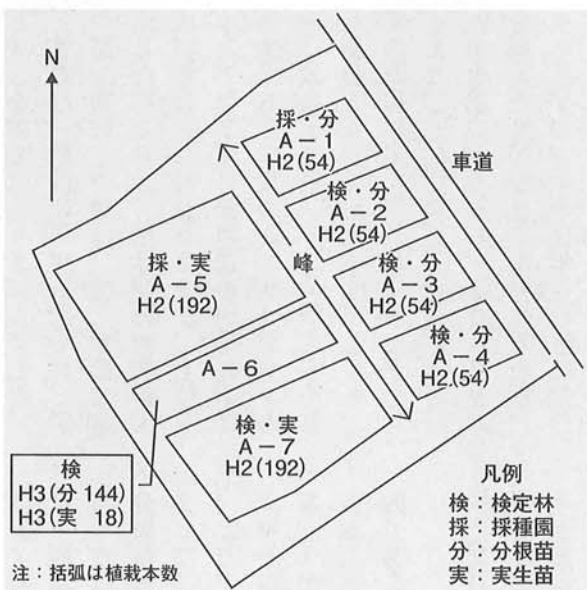 N
採・分
A－1
H2(54)
車道
検・分
A－2
H2(54)
採・実
A－5
H2(192)
峰
検・分
A－3
H2(54)
検・分
A－4
H2(54)
A－6
検・実
A－7
H2(192)
検
H3(分 144)
H3(実 18)
凡例
検：検定林
採：採種園
分：分根苗
実：実生苗
注：括弧は植栽本数